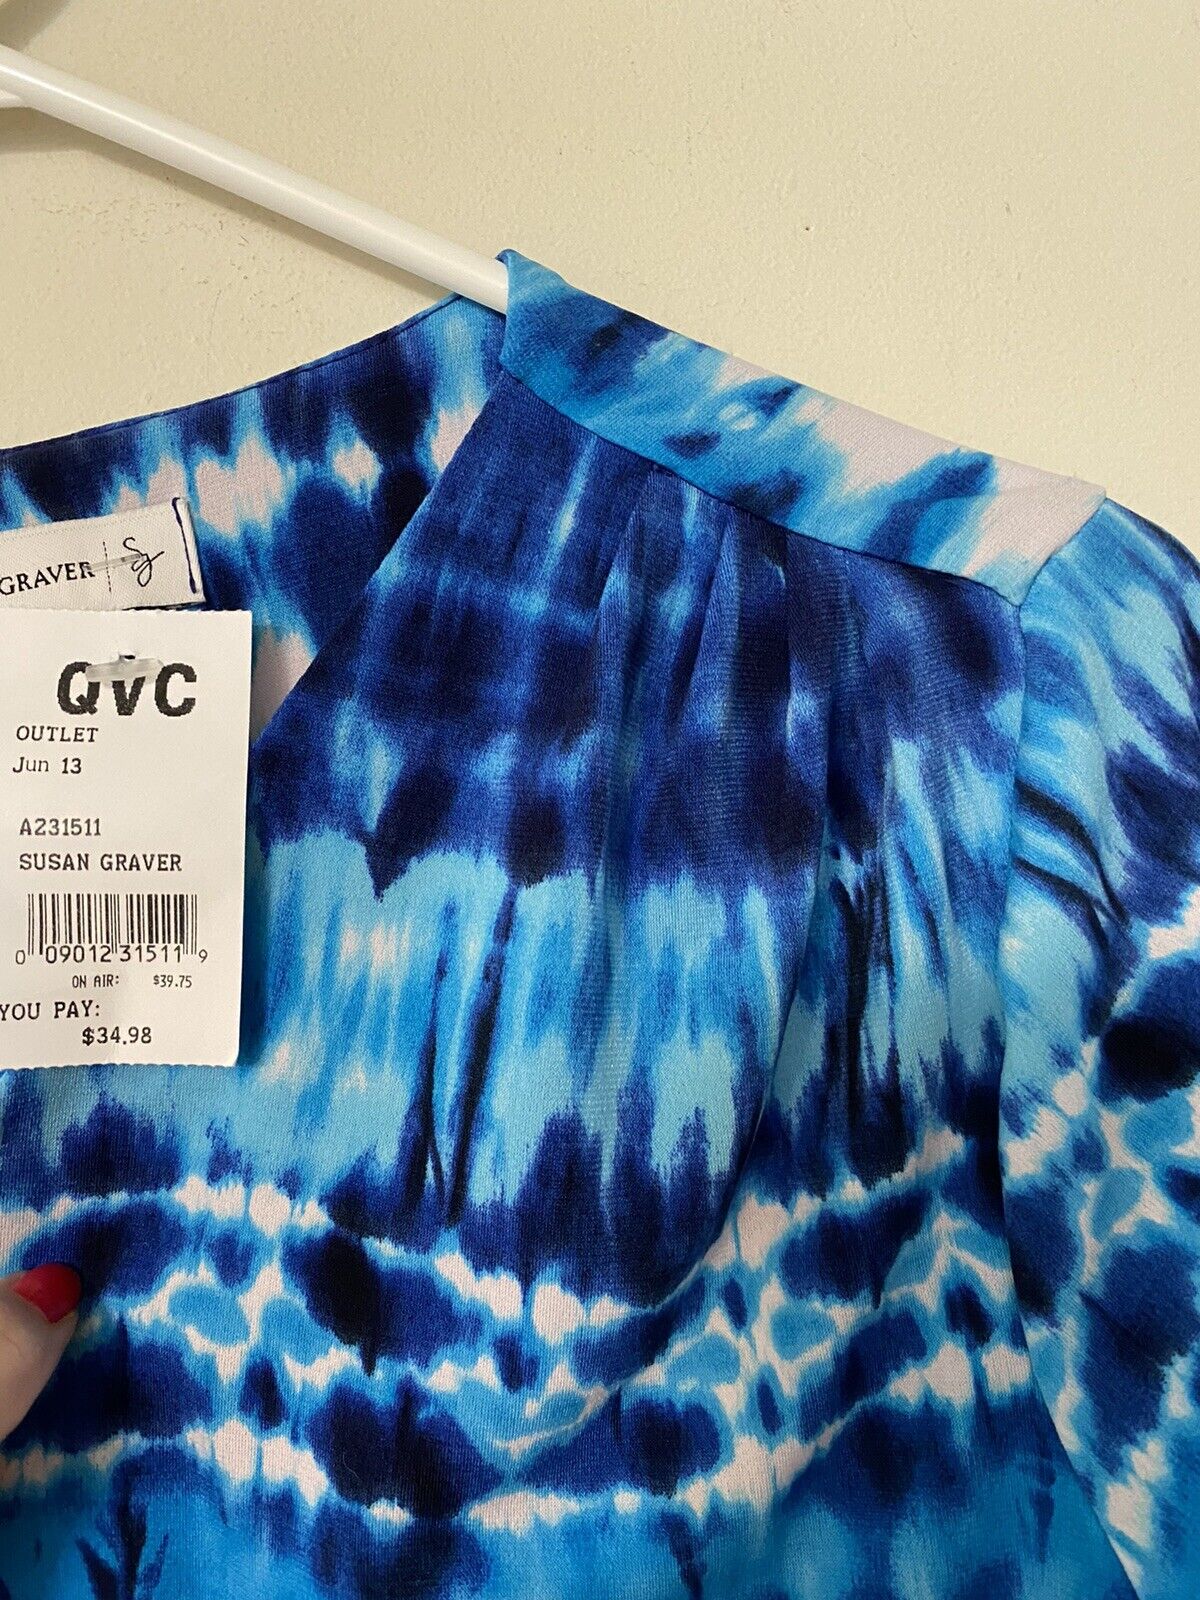 GRAVER
QVC
OUTLET
Jun 13
A231511
SUSAN GRAVER
0 09012 31511 9
ON AIR: $39.75
YOU PAY:
$34.98